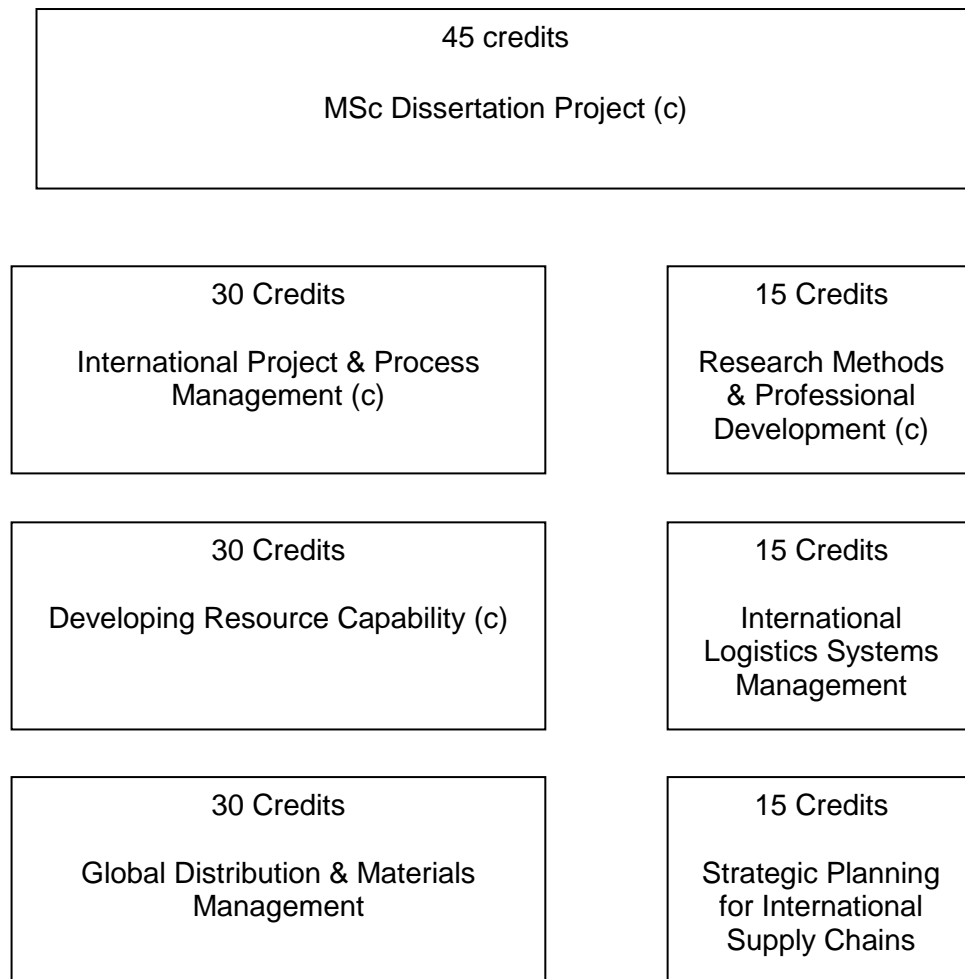 45 credits
MSc Dissertation Project (c)
30 Credits
International Project & Process
Management (c)
15 Credits
Research Methods
& Professional
Development (c)
30 Credits
Developing Resource Capability (c)
15 Credits
International
Logistics Systems
Management
30 Credits
Global Distribution & Materials
Management
15 Credits
Strategic Planning
for International
Supply Chains